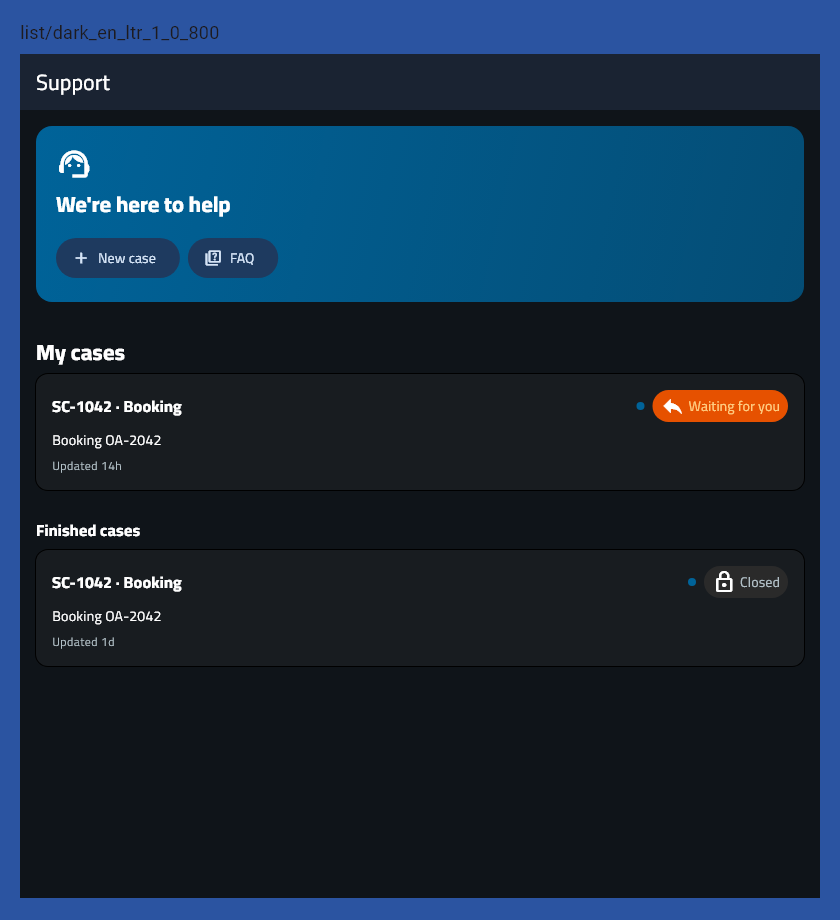 list/dark_en_ltr_1_0_800
Support
We're here to help
New case
FAQ
My cases
SC-1042 · Booking
Waiting for you
Booking OA-2042
Updated 14h
Finished cases
SC-1042 · Booking
Closed
Booking OA-2042
Updated 1d